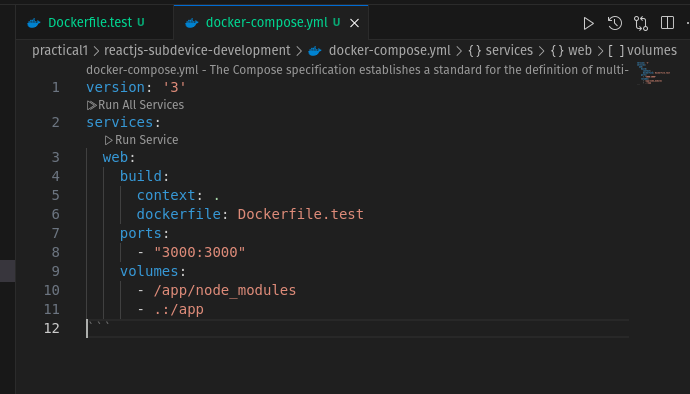 Dockerfile.test U docker-compose.yml U
practical1 > reactjs-subdevice-development > docker-compose.yml > {} services > {} web > [ ] volumes
docker-compose.yml - The Compose specification establishes a standard for the definition of multi-
1 version: '3'
Run All Services
2 services:
Run Service
3 web:
4 build:
5 context: .
6 dockerfile: Dockerfile.test
7 ports:
8 - "3000:3000"
9 volumes:
10 - /app/node_modules
11 - .:/app
12 ```